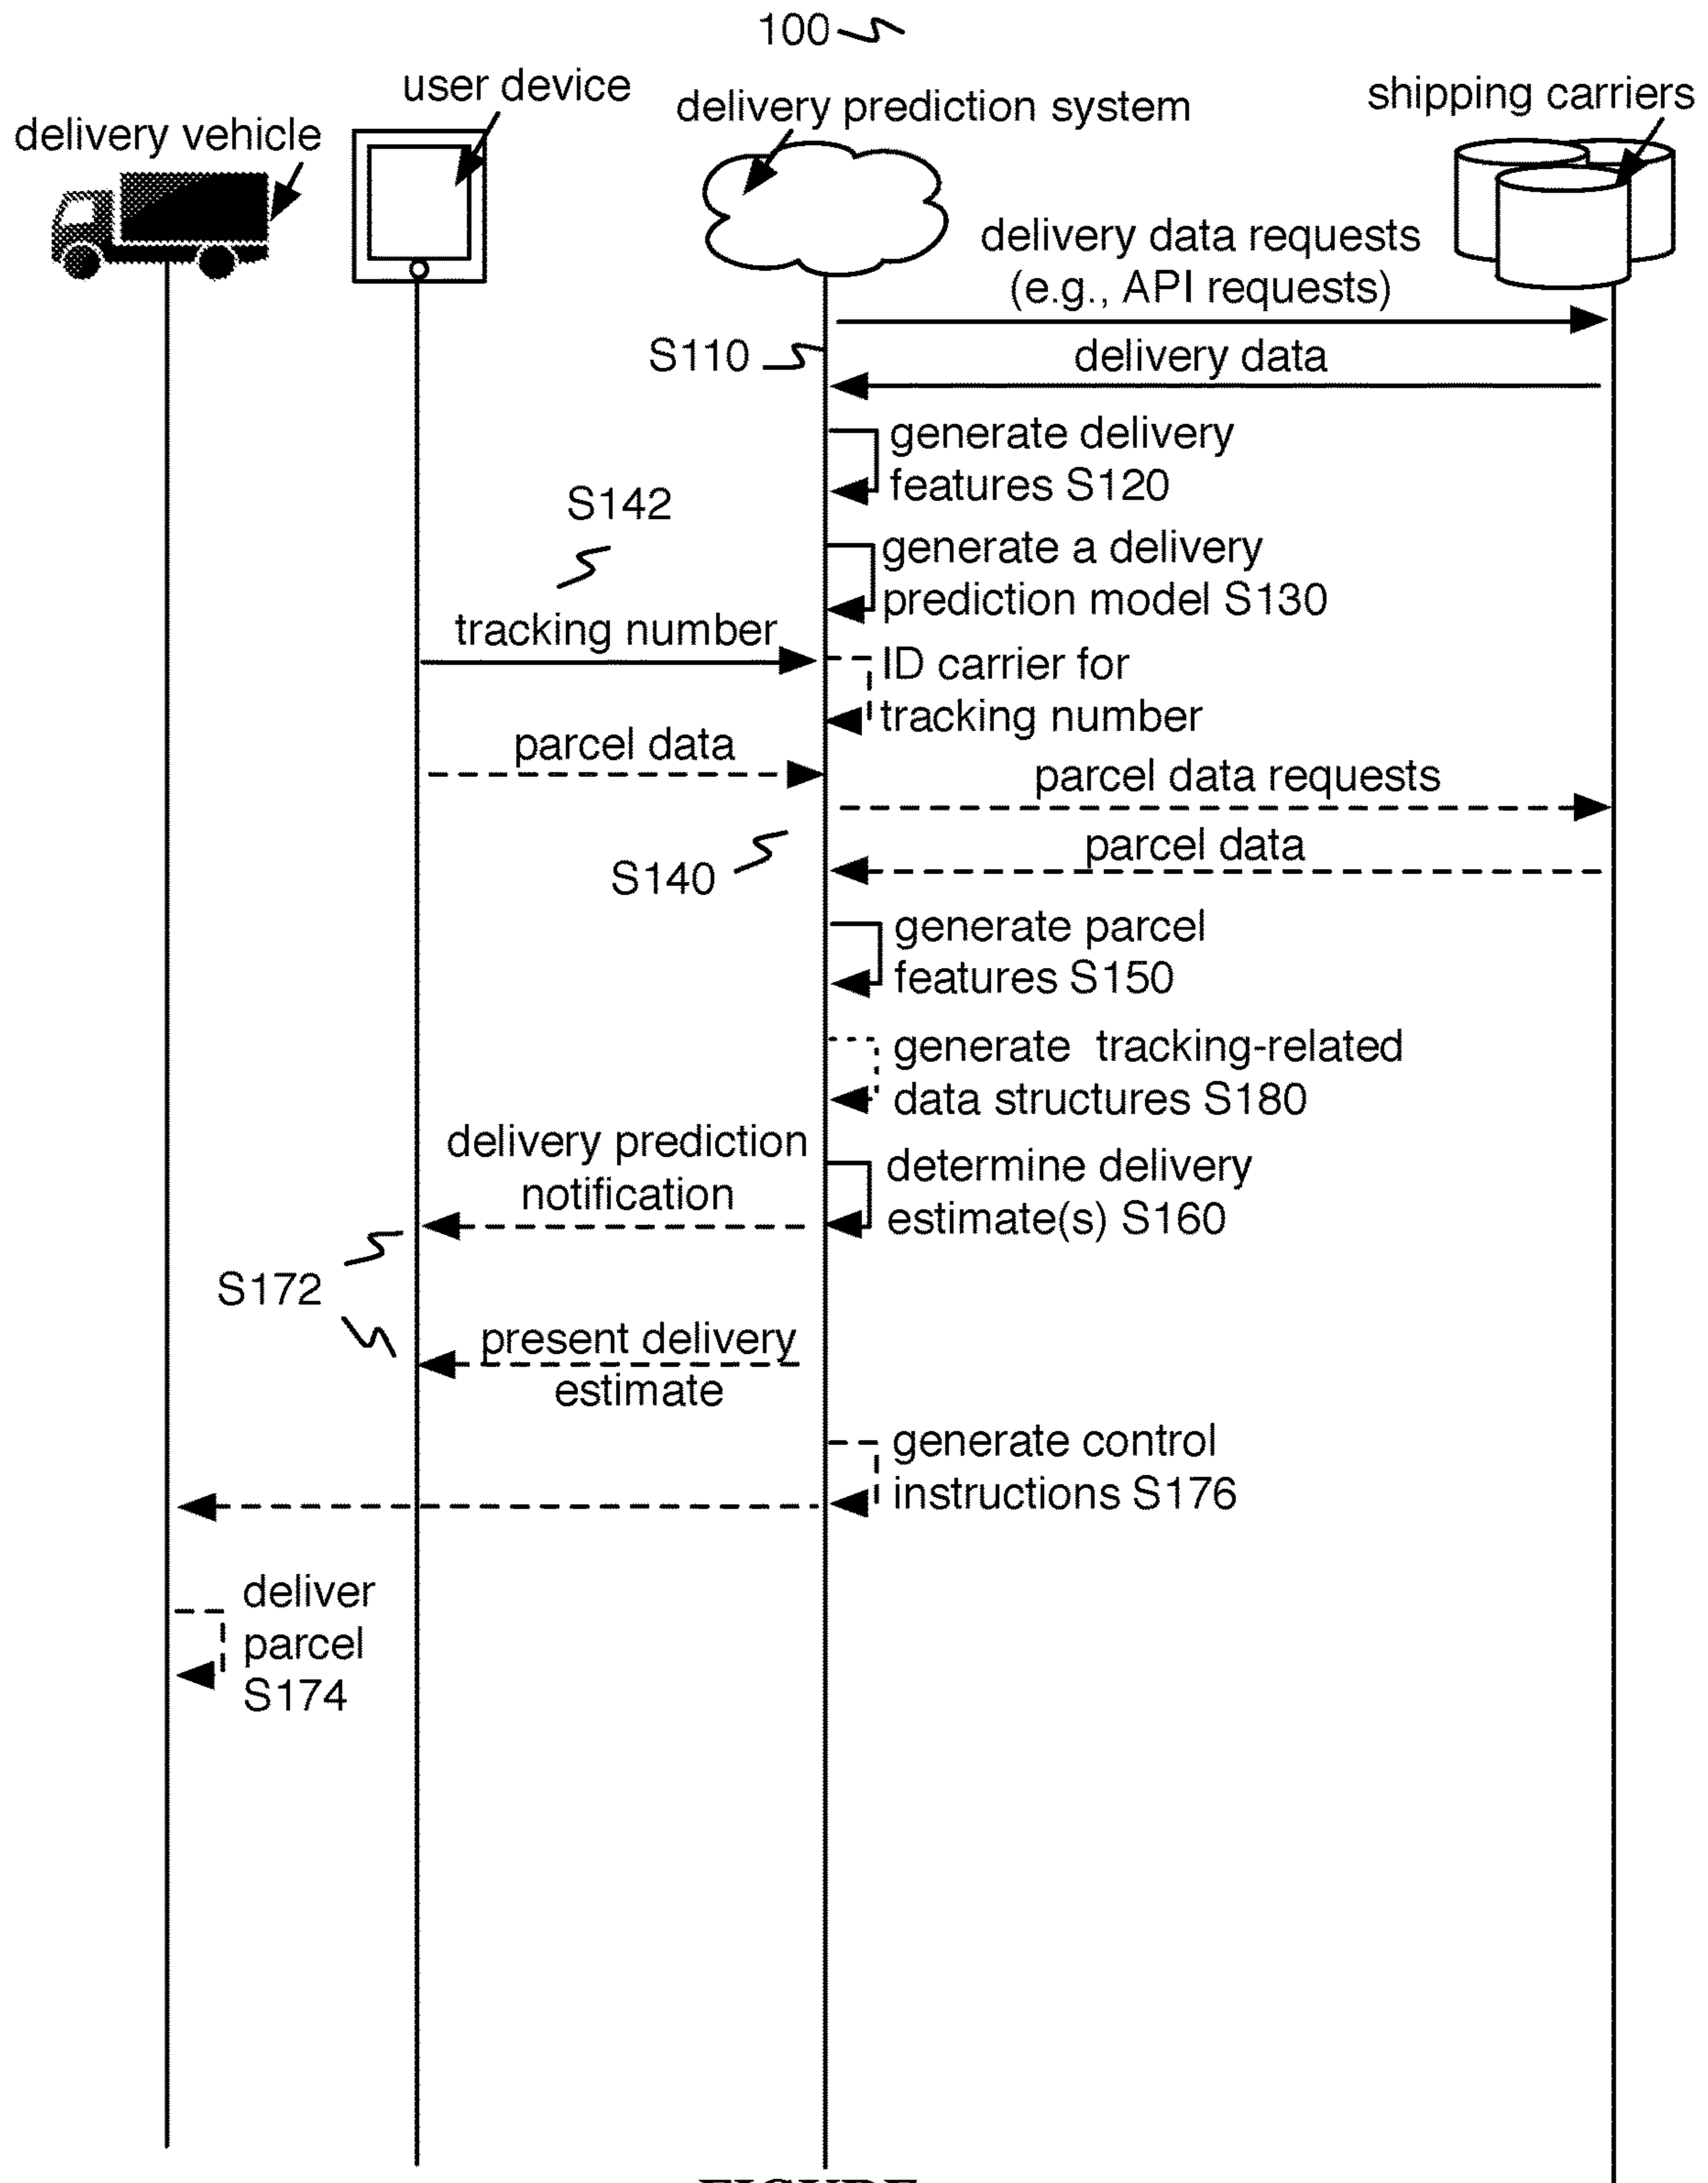 100
user device
delivery prediction system
shipping carriers
delivery vehicle
delivery data requests
(e.g., API requests)
S110
delivery data
generate delivery
features S120
S142
generate a delivery
prediction model S130
tracking number
ID carrier for
tracking number
parcel data
parcel data requests
parcel data
S140
generate parcel
features S150
generate tracking-related
data structures S180
delivery prediction
notification
determine delivery
estimate(s) S160
S172
present delivery
estimate
generate control
instructions S176
deliver
parcel
S174